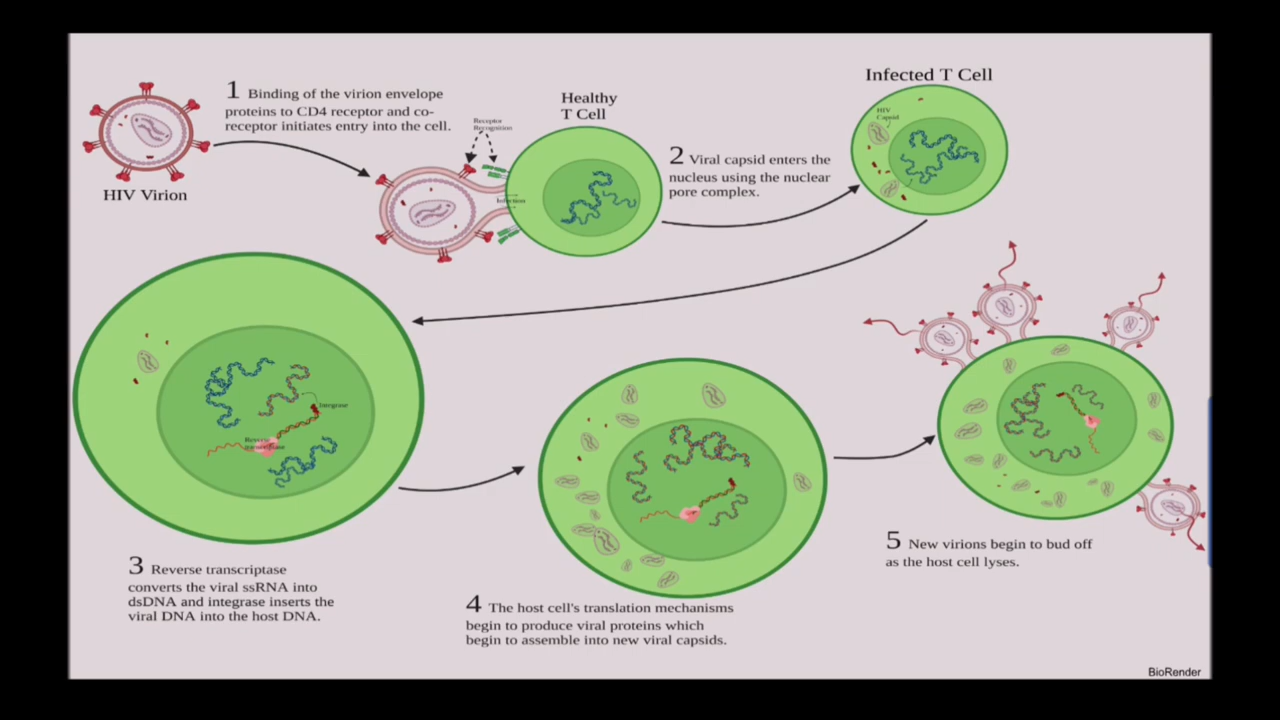 1 Binding of the virion envelope
proteins to CD4 receptor and co-
receptor initiates entry into the cell.
HIV Virion
Receptor
Recognition
Healthy
T Cell
Infection
2 Viral capsid enters the
nucleus using the nuclear
pore complex.
Infected T Cell
HIV
Capsid
Integrase
Reverse
transcriptase
3 Reverse transcriptase
converts the viral ssRNA into
dsDNA and integrase inserts the
viral DNA into the host DNA.
4 The host cell's translation mechanisms
begin to produce viral proteins which
begin to assemble into new viral capsids.
5 New virions begin to bud off
as the host cell lyses.
BioRender